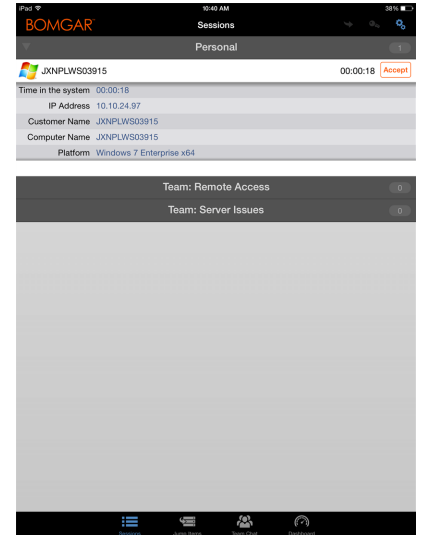 iPad 10:40 AM 38%
BOMGAR Sessions
Personal 1
JXNPLWS03915 00:00:18 Accept
Time in the system 00:00:18
IP Address 10.10.24.97
Customer Name JXNPLWS03915
Computer Name JXNPLWS03915
Platform Windows 7 Enterprise x64
Team: Remote Access 0
Team: Server Issues 0
Sessions Jump Items Team Chat Dashboard